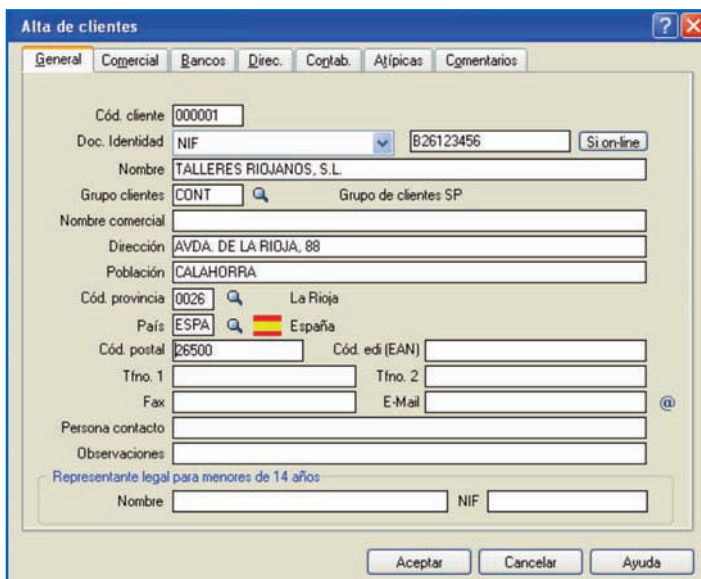 Alta de clientes ?
General Comercial Bancos Direc. Contab. Atípicas Comentarios
Cód. cliente 000001
Doc. Identidad NIF B26123456 Si on-line
Nombre TALLERES RIOJANOS, S.L.
Grupo clientes CONT Grupo de clientes SP
Nombre comercial
Dirección AVDA. DE LA RIOJA, 88
Población CALAHORRA
Cód. provincia 0026 La Rioja
País ESPA España
Cód. postal 26500 Cód. edi (EAN)
Tfno. 1 Tfno. 2
Fax E-Mail @
Persona contacto
Observaciones
Representante legal para menores de 14 años
Nombre NIF
Aceptar Cancelar Ayuda